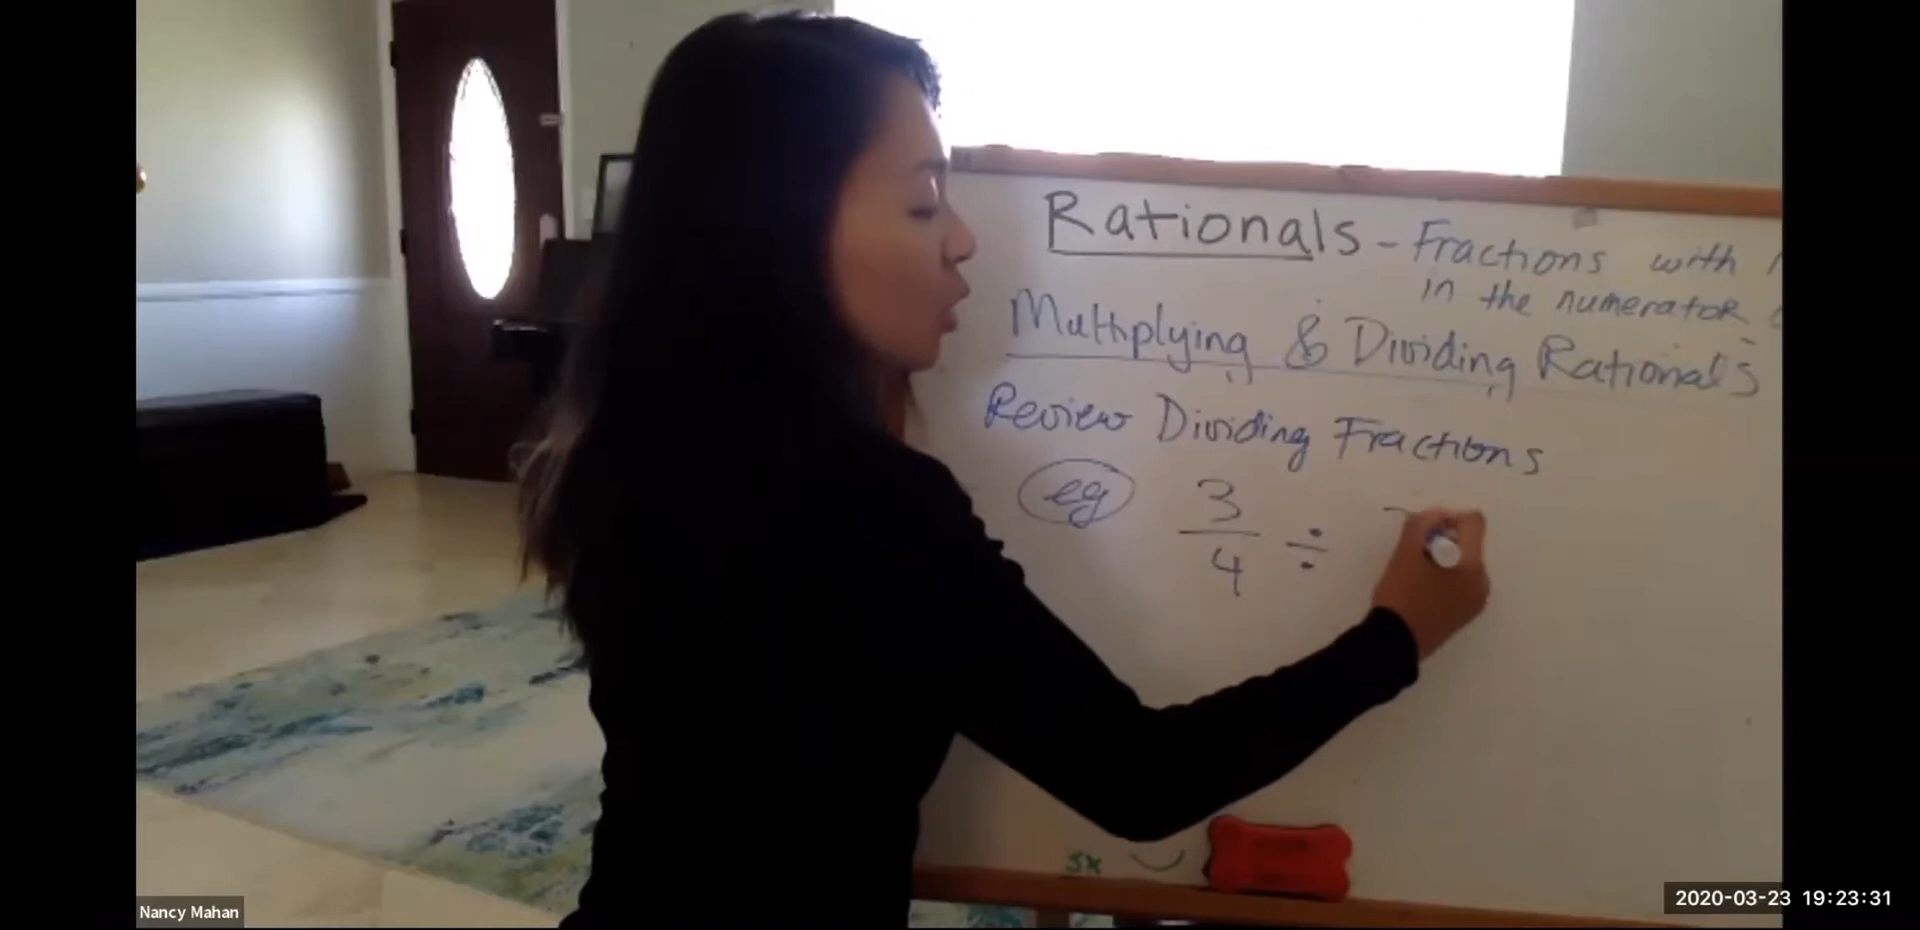 Rationals - Fractions with
in the numerator
Multiplying & Dividing Rationals
Review Dividing Fractions
eg
3
4
÷
5x
Nancy Mahan
2020-03-23 19:23:31